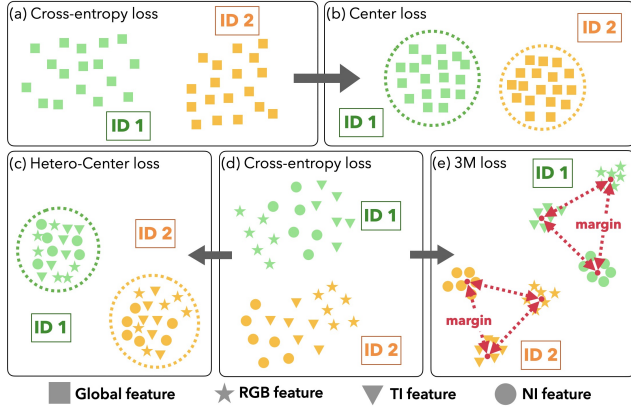 (a) Cross-entropy loss
ID 2
ID 1
(b) Center loss
ID 2
ID 1
(c) Hetero-Center loss
ID 2
ID 1
(d) Cross-entropy loss
ID 1
ID 2
(e) 3M loss
ID 1
margin
margin
ID 2
Global feature
RGB feature
TI feature
NI feature